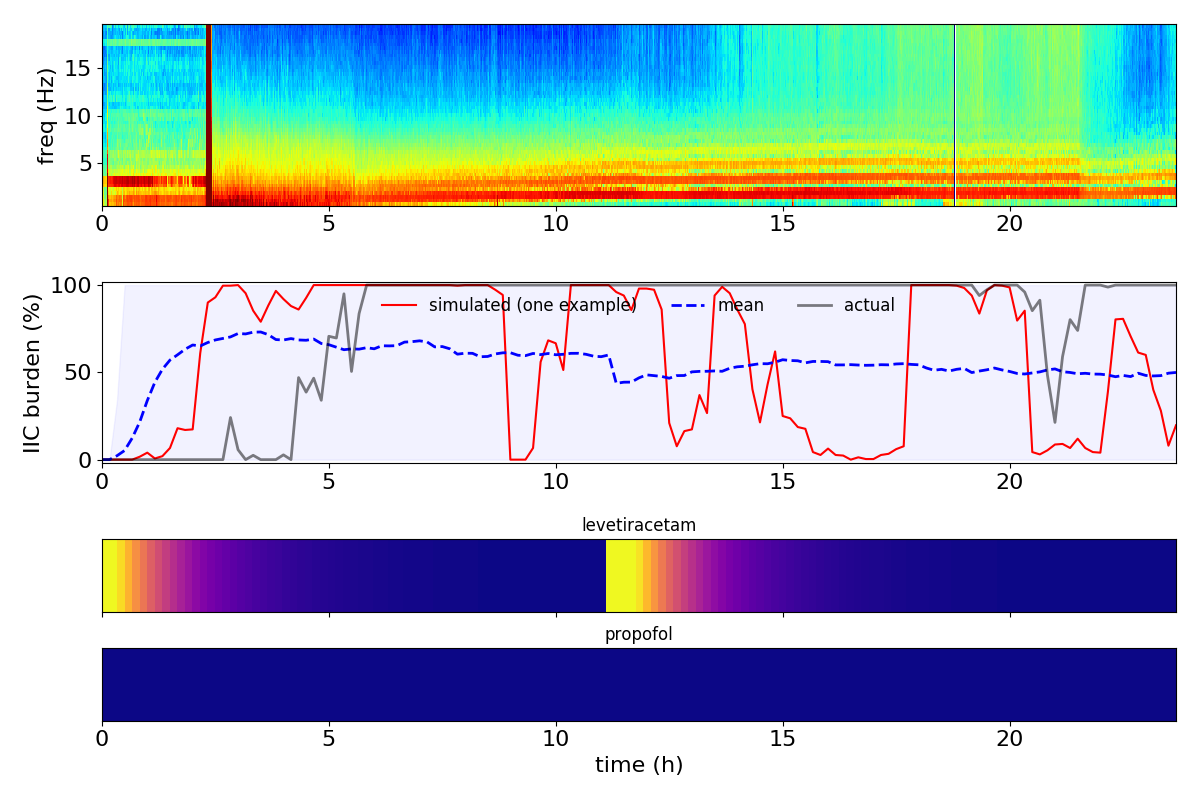 15
10
5
freq (Hz)
0 5 10 15 20
100
50
0
IIC burden (%)
simulated (one example) mean actual
0 5 10 15 20
levetiracetam
propofol
0 5 10 15 20
time (h)